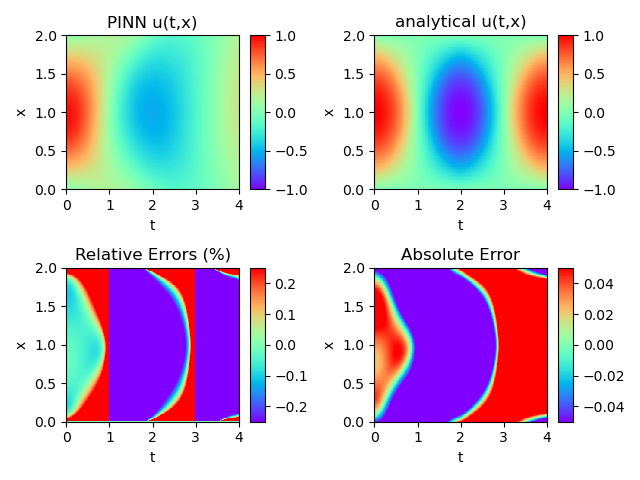 PINN u(t,x)
2.0
1.5
1.0
0.5
0.0
x
0 1 2 3 4
t
1.0
0.5
0.0
−0.5
−1.0
analytical u(t,x)
2.0
1.5
1.0
0.5
0.0
x
0 1 2 3 4
t
1.0
0.5
0.0
−0.5
−1.0
Relative Errors (%)
2.0
1.5
1.0
0.5
0.0
x
0 1 2 3 4
t
0.2
0.1
0.0
−0.1
−0.2
Absolute Error
2.0
1.5
1.0
0.5
0.0
x
0 1 2 3 4
t
0.04
0.02
0.00
−0.02
−0.04